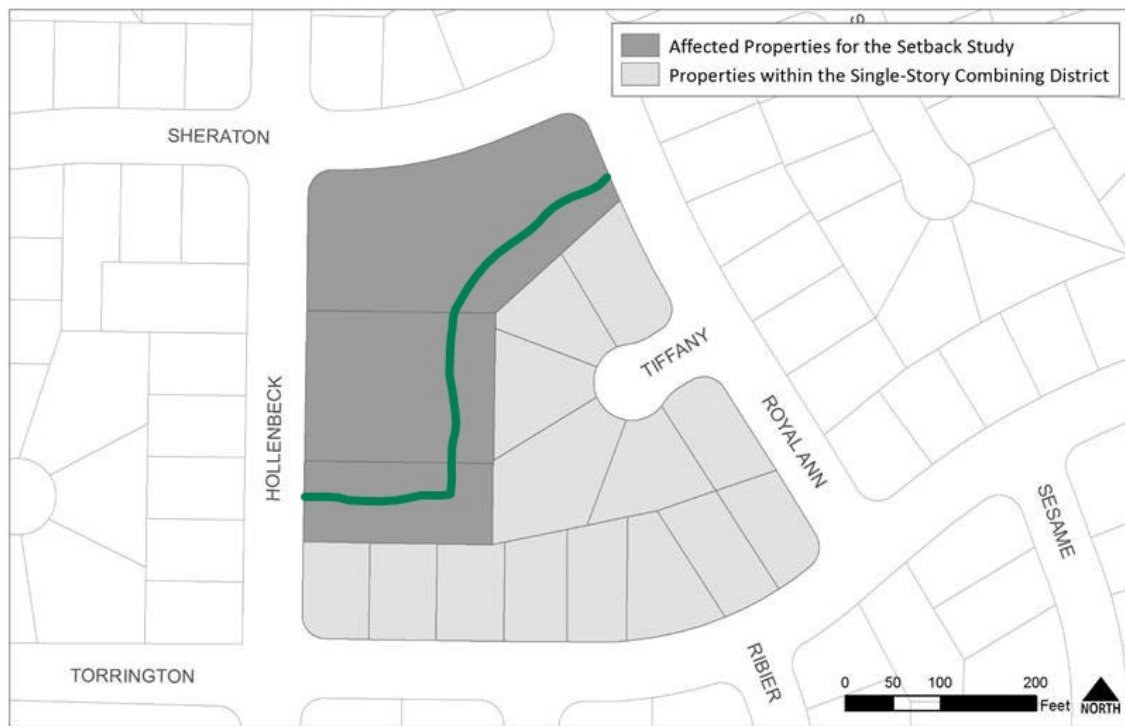 Affected Properties for the Setback Study
Properties within the Single-Story Combining District
SHERATON
HOLLENBECK
TIFFANY
ROYAL ANN
SESAME
RIBIER
TORRINGTON
0 50 100 200
Feet
NORTH